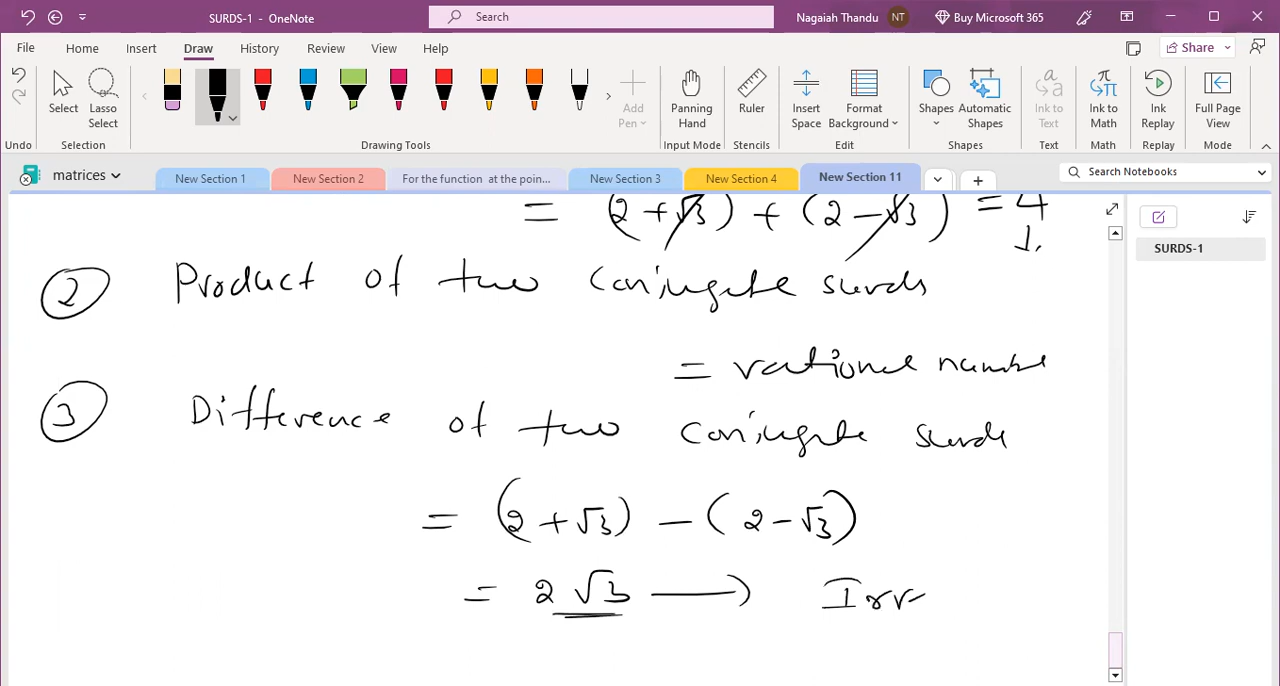 SURDS-1 - OneNote
Search
Nagaiah Thandu NT
Buy Microsoft 365
File Home Insert Draw History Review View Help
Share
Undo
Select
Lasso Select
Selection
Drawing Tools
Add Pen
Panning Hand
Input Mode
Ruler
Stencils
Insert Space
Format Background
Edit
Shapes
Automatic Shapes
Shapes
Ink to Text
Text
Ink to Math
Math
Ink Replay
Replay
Full Page View
Mode
matrices
New Section 1
New Section 2
For the function at the poin...
New Section 3
New Section 4
New Section 11
+
Search Notebooks
SURDS-1
= (2 + √3) + (2 - √3) = 4
② Product of two conjugate surds
= rational number
③ Difference of two conjugate surds
= (2 + √3) - (2 - √3)
= 2√3 → Irr